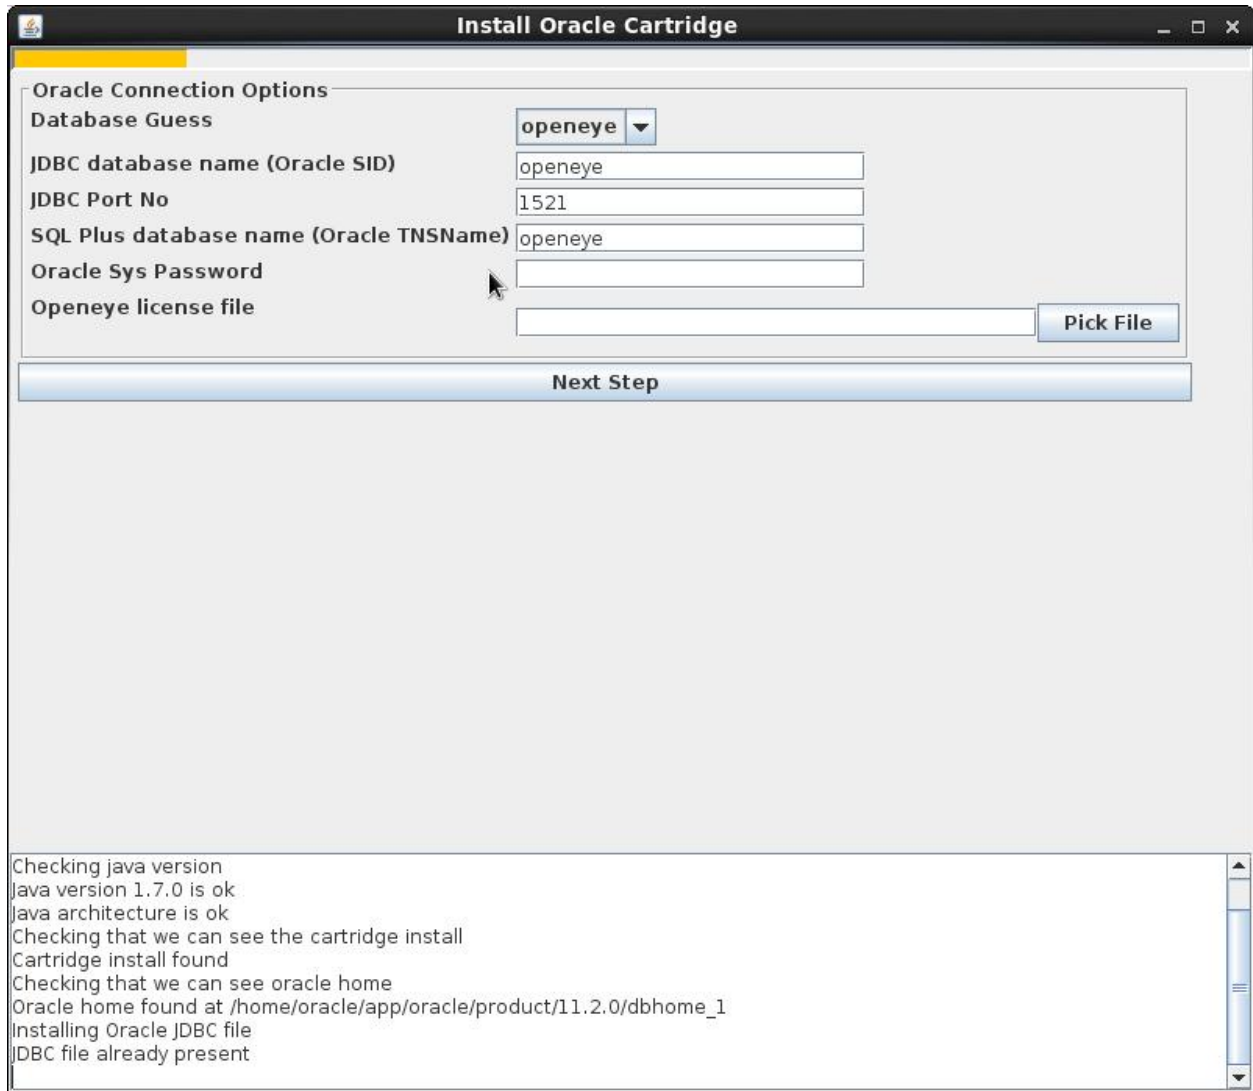 Install Oracle Cartridge
Oracle Connection Options
Database Guess openeye
JDBC database name (Oracle SID) openeye
JDBC Port No 1521
SQL Plus database name (Oracle TNSName) openeye
Oracle Sys Password
Openeye license file Pick File
Next Step
Checking java version
Java version 1.7.0 is ok
Java architecture is ok
Checking that we can see the cartridge install
Cartridge install found
Checking that we can see oracle home
Oracle home found at /home/oracle/app/oracle/product/11.2.0/dbhome_1
Installing Oracle JDBC file
JDBC file already present